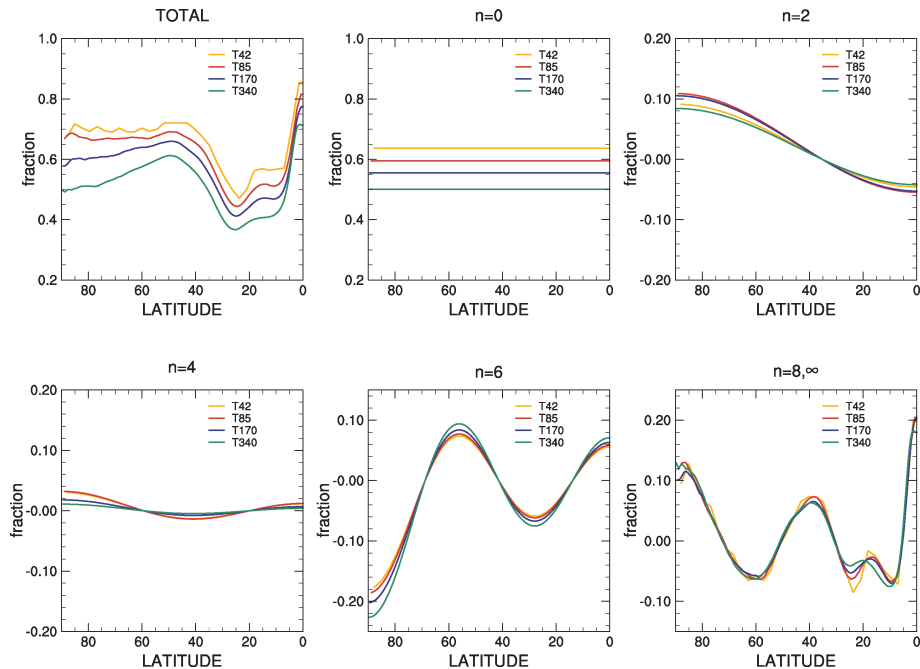 TOTAL
1.0
0.8
0.6
0.4
0.2
fraction
T42
T85
T170
T340
80 60 40 20 0
LATITUDE
n=0
1.0
0.8
0.6
0.4
0.2
fraction
T42
T85
T170
T340
80 60 40 20 0
LATITUDE
n=2
0.20
0.10
-0.00
-0.10
-0.20
fraction
T42
T85
T170
T340
80 60 40 20 0
LATITUDE
n=4
0.20
0.10
-0.00
-0.10
-0.20
fraction
T42
T85
T170
T340
80 60 40 20 0
LATITUDE
n=6
0.10
-0.00
-0.10
-0.20
fraction
T42
T85
T170
T340
80 60 40 20 0
LATITUDE
n=8,∞
0.20
0.10
0.00
-0.10
fraction
T42
T85
T170
T340
80 60 40 20 0
LATITUDE